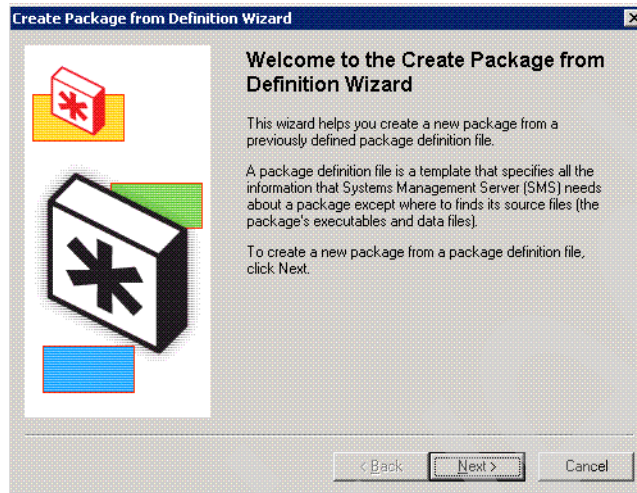 Create Package from Definition Wizard
Welcome to the Create Package from
Definition Wizard
This wizard helps you create a new package from a
previously defined package definition file.
A package definition file is a template that specifies all the
information that Systems Management Server (SMS) needs
about a package except where to finds its source files (the
package's executables and data files).
To create a new package from a package definition file,
click Next.
< Back
Next >
Cancel